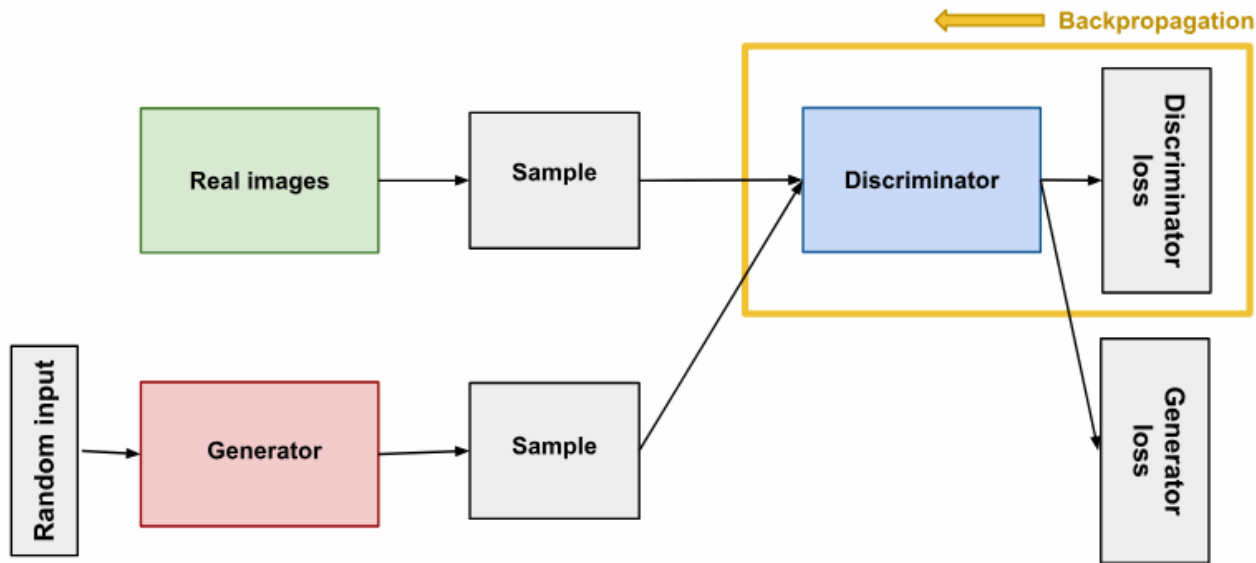 Backpropagation
Real images
Sample
Discriminator
Discriminator
loss
Random input
Generator
Sample
Generator
loss